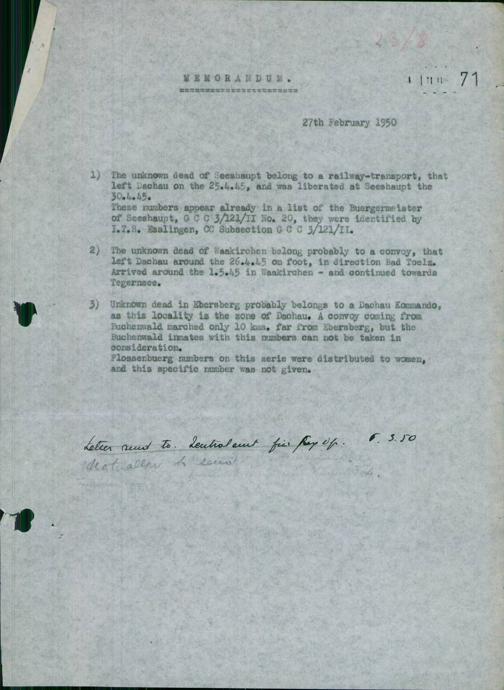 23/8
71
MEMORANDUM.
========================
27th February 1950
1) The unknown dead of Seeshaupt belong to a railway-transport, that
left Dachau on the 25.4.45, and was liberated at Seeshaupt the
30.4.45.
These numbers appear already in a list of the Buergermeister
of Seeshaupt, G C C 3/121/II No. 20, they were identified by
I.T.S. Esslingen, CC Subsection G C C 3/121/II.
2) The unknown dead of Waakirchen belong probably to a convoy, that
left Dachau around the 26.4.45 on foot, in direction Bad Toelz.
Arrived around the 1.5.45 in Waakirchen - and continued towards
Tegernsee.
3) Unknown dead in Ebersberg probably belongs to a Dachau Kommando,
as this locality is the zone of Dachau. A convoy coming from
Buchenwald marched only 10 kms. far from Ebersberg, but the
Buchenwald inmates with this numbers can not be taken in
consideration.
Flossenbuerg numbers on this serie were distributed to women,
and this specific number was not given.
Letter send to. 6. 3. 50
to send